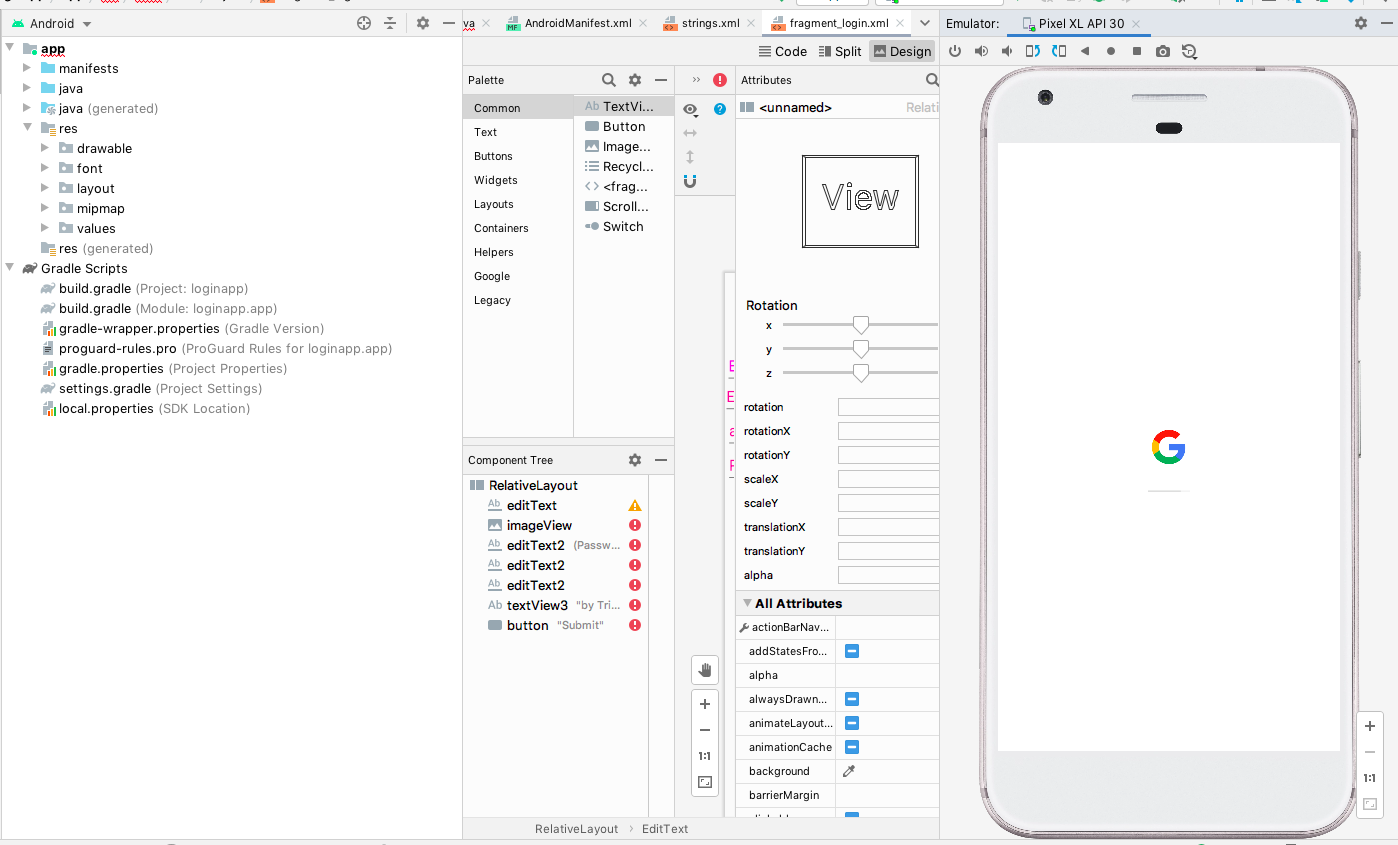 Android
va
AndroidManifest.xml
strings.xml
fragment_login.xml
Emulator:
Pixel XL API 30
Code
Split
Design
app
manifests
java
java (generated)
res
drawable
font
layout
mipmap
values
res (generated)
Gradle Scripts
build.gradle (Project: loginapp)
build.gradle (Module: loginapp.app)
gradle-wrapper.properties (Gradle Version)
proguard-rules.pro (ProGuard Rules for loginapp.app)
gradle.properties (Project Properties)
settings.gradle (Project Settings)
local.properties (SDK Location)
Palette
Common
Text
Buttons
Widgets
Layouts
Containers
Helpers
Google
Legacy
Ab TextVi...
Button
Image...
Recycl...
<frag...
Scroll...
Switch
Component Tree
RelativeLayout
Ab editText
imageView
Ab editText2 (Passw...
Ab editText2
Ab editText2
Ab textView3 "by Tri...
button "Submit"
1:1
Attributes
<unnamed>
Relati
View
Rotation
x
y
z
rotation
rotationX
rotationY
scaleX
scaleY
translationX
translationY
alpha
All Attributes
actionBarNav...
addStatesFro...
alpha
alwaysDrawn...
animateLayout...
animationCache
background
barrierMargin
RelativeLayout > EditText
G
1:1